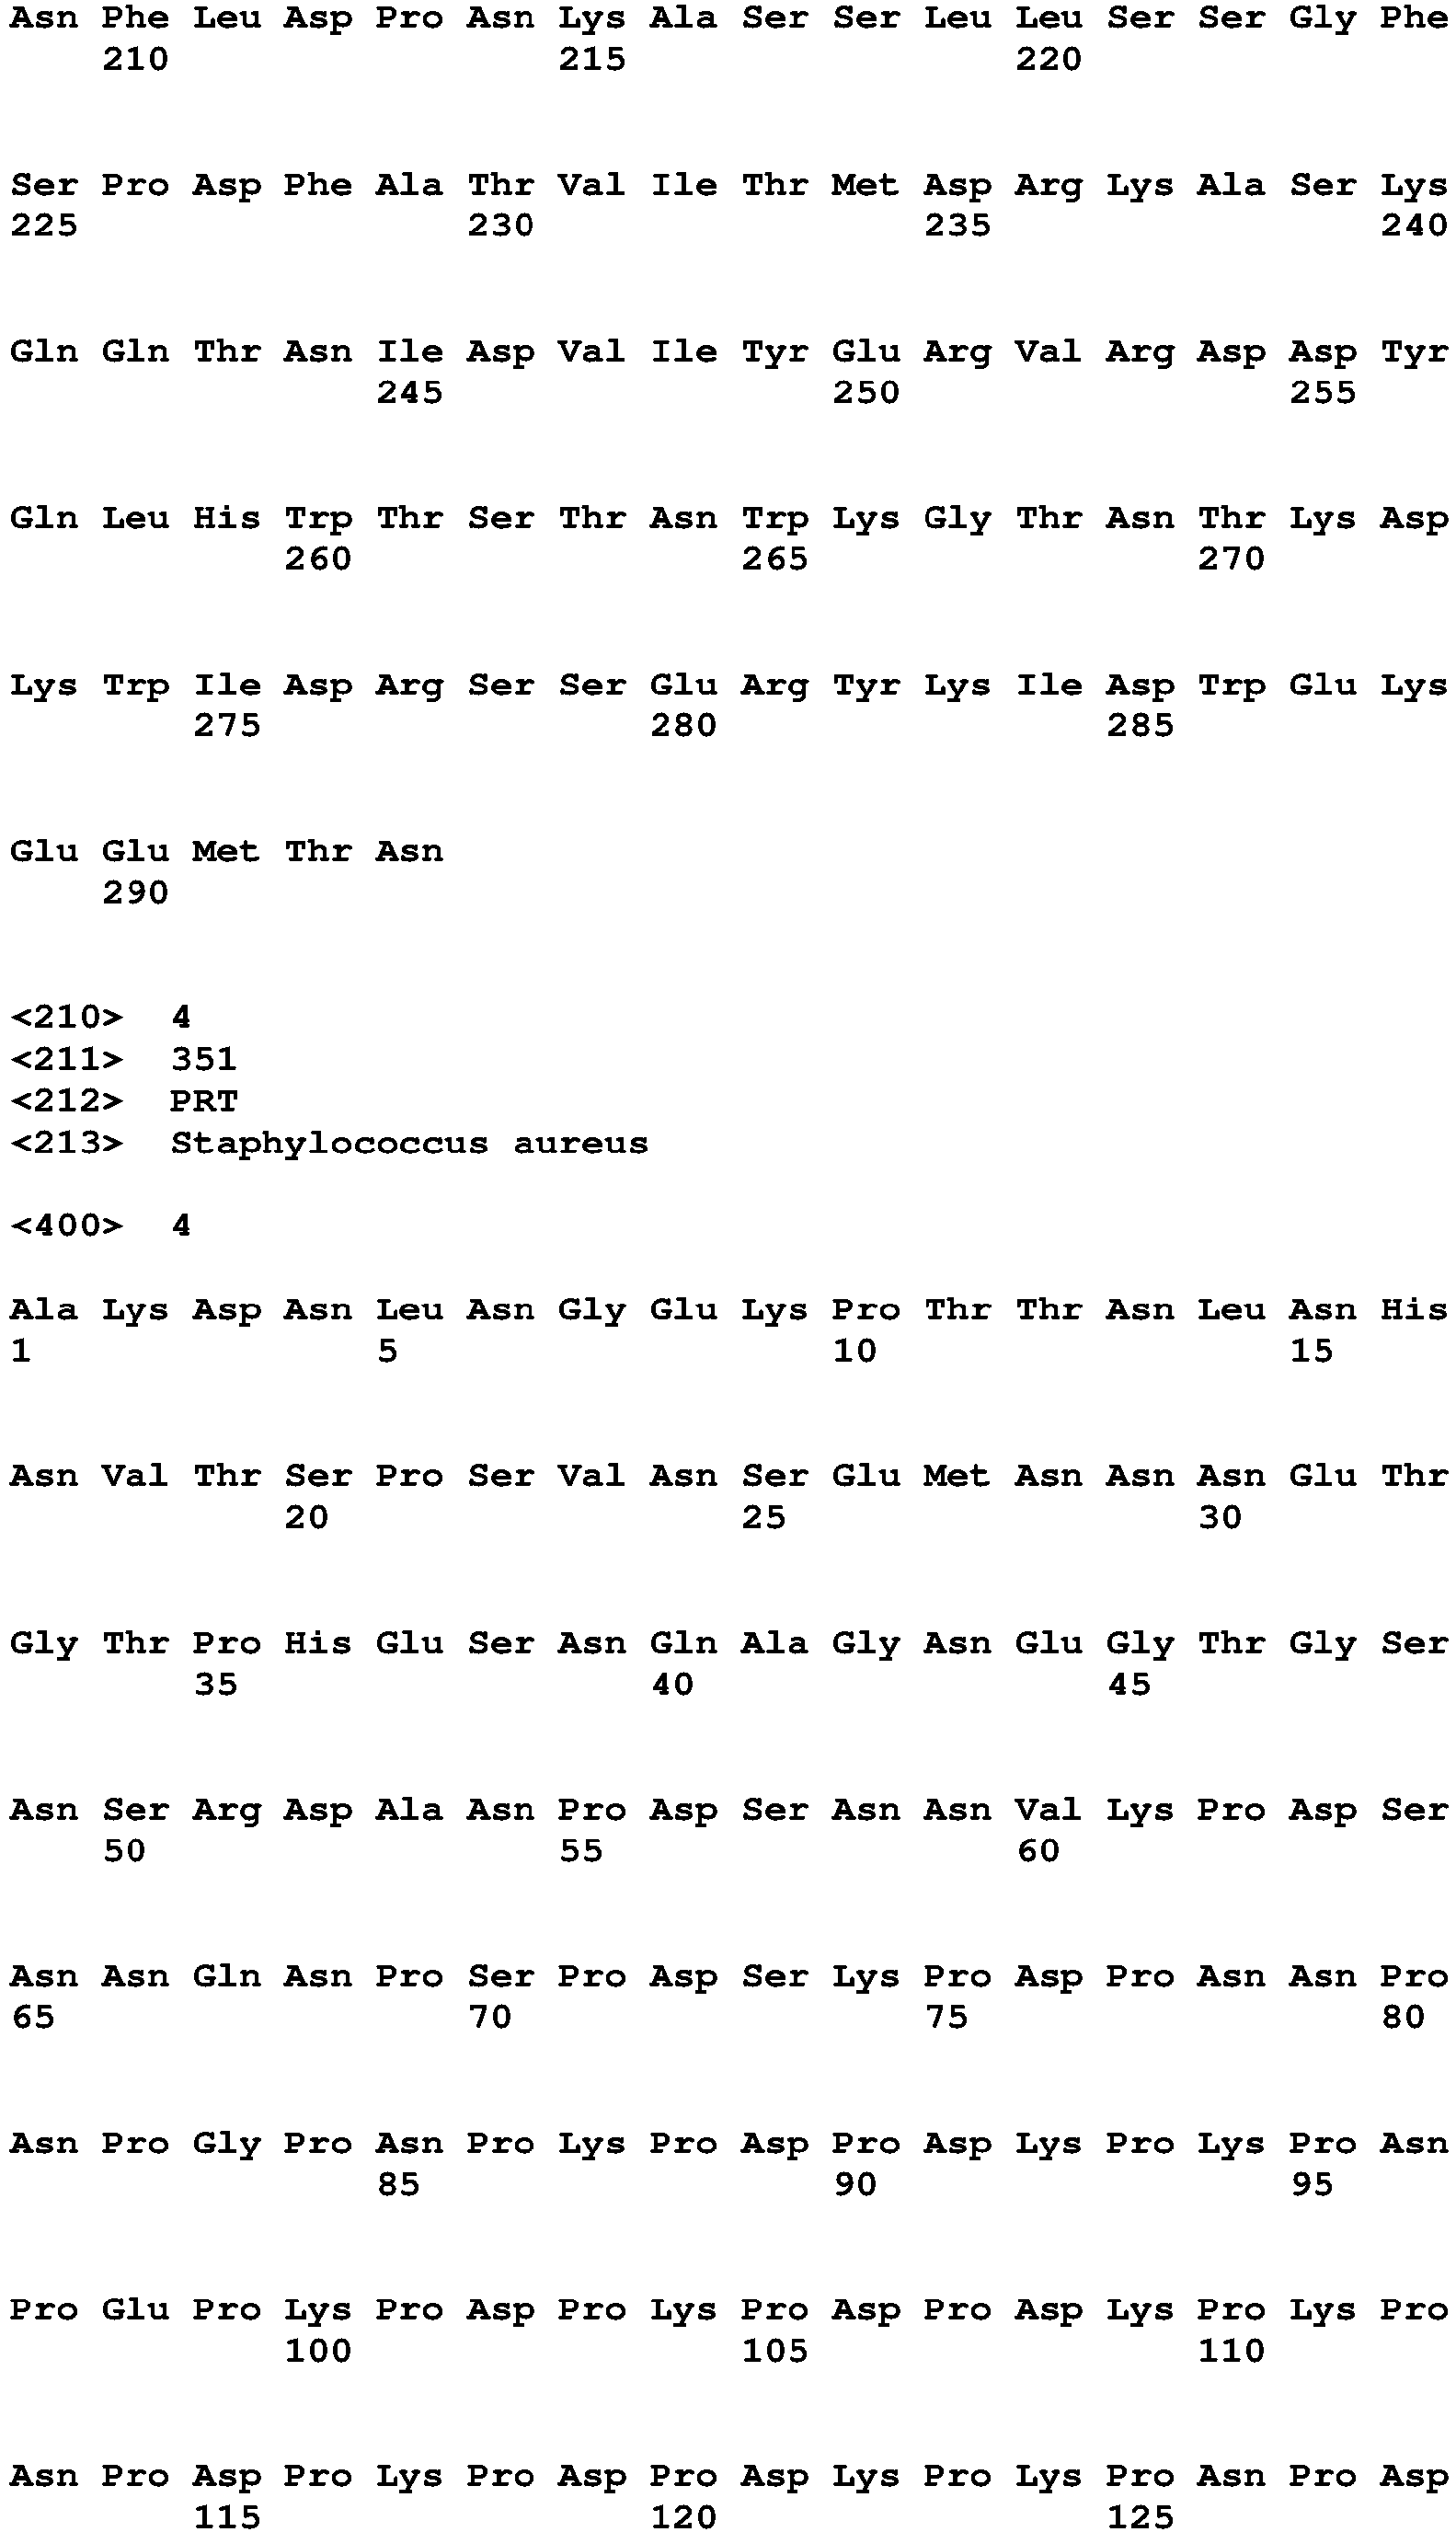 Asn Phe Leu Asp Pro Asn Lys Ala Ser Ser Leu Leu Ser Ser Gly Phe
210 215 220
Ser Pro Asp Phe Ala Thr Val Ile Thr Met Asp Arg Lys Ala Ser Lys
225 230 235 240
Gln Gln Thr Asn Ile Asp Val Ile Tyr Glu Arg Val Arg Asp Asp Tyr
245 250 255
Gln Leu His Trp Thr Ser Thr Asn Trp Lys Gly Thr Asn Thr Lys Asp
260 265 270
Lys Trp Ile Asp Arg Ser Ser Glu Arg Tyr Lys Ile Asp Trp Glu Lys
275 280 285
Glu Glu Met Thr Asn
290
<210> 4
<211> 351
<212> PRT
<213> Staphylococcus aureus
<400> 4
Ala Lys Asp Asn Leu Asn Gly Glu Lys Pro Thr Thr Asn Leu Asn His
1 5 10 15
Asn Val Thr Ser Pro Ser Val Asn Ser Glu Met Asn Asn Asn Glu Thr
20 25 30
Gly Thr Pro His Glu Ser Asn Gln Ala Gly Asn Glu Gly Thr Gly Ser
35 40 45
Asn Ser Arg Asp Ala Asn Pro Asp Ser Asn Asn Val Lys Pro Asp Ser
50 55 60
Asn Asn Gln Asn Pro Ser Pro Asp Ser Lys Pro Asp Pro Asn Asn Pro
65 70 75 80
Asn Pro Gly Pro Asn Pro Lys Pro Asp Pro Asp Lys Pro Lys Pro Asn
85 90 95
Pro Glu Pro Lys Pro Asp Pro Lys Pro Asp Pro Asp Lys Pro Lys Pro
100 105 110
Asn Pro Asp Pro Lys Pro Asp Pro Asp Lys Pro Lys Pro Asn Pro Asp
115 120 125